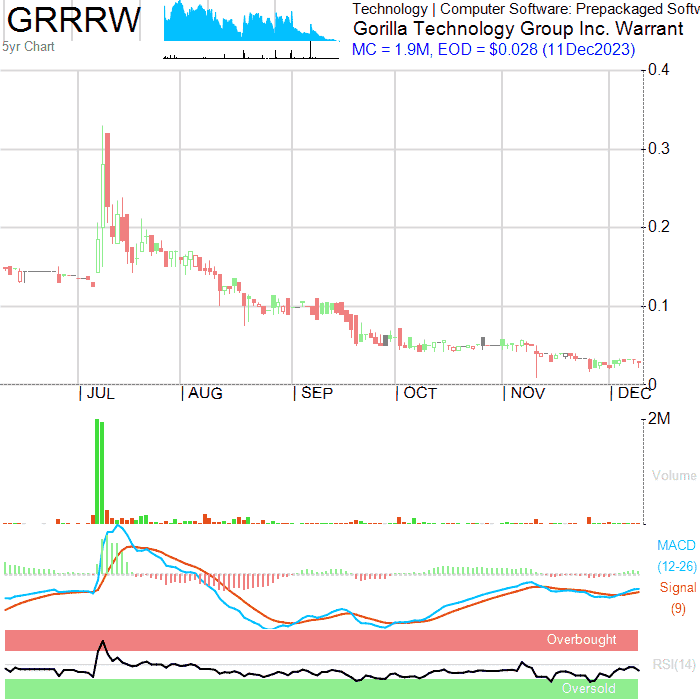 GRRRW
5yr Chart
Technology | Computer Software: Prepackaged Softw
Gorilla Technology Group Inc. Warrant
MC = 1.9M, EOD = $0.028 (11Dec2023)
0.4
0.3
0.2
0.1
0
JUL AUG SEP OCT NOV DEC
2M
Volume
MACD
(12-26)
Signal
(9)
Overbought
RSI(14)
Oversold